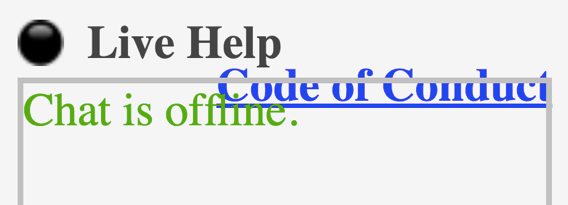 Live Help
Code of Conduct
Chat is offline.